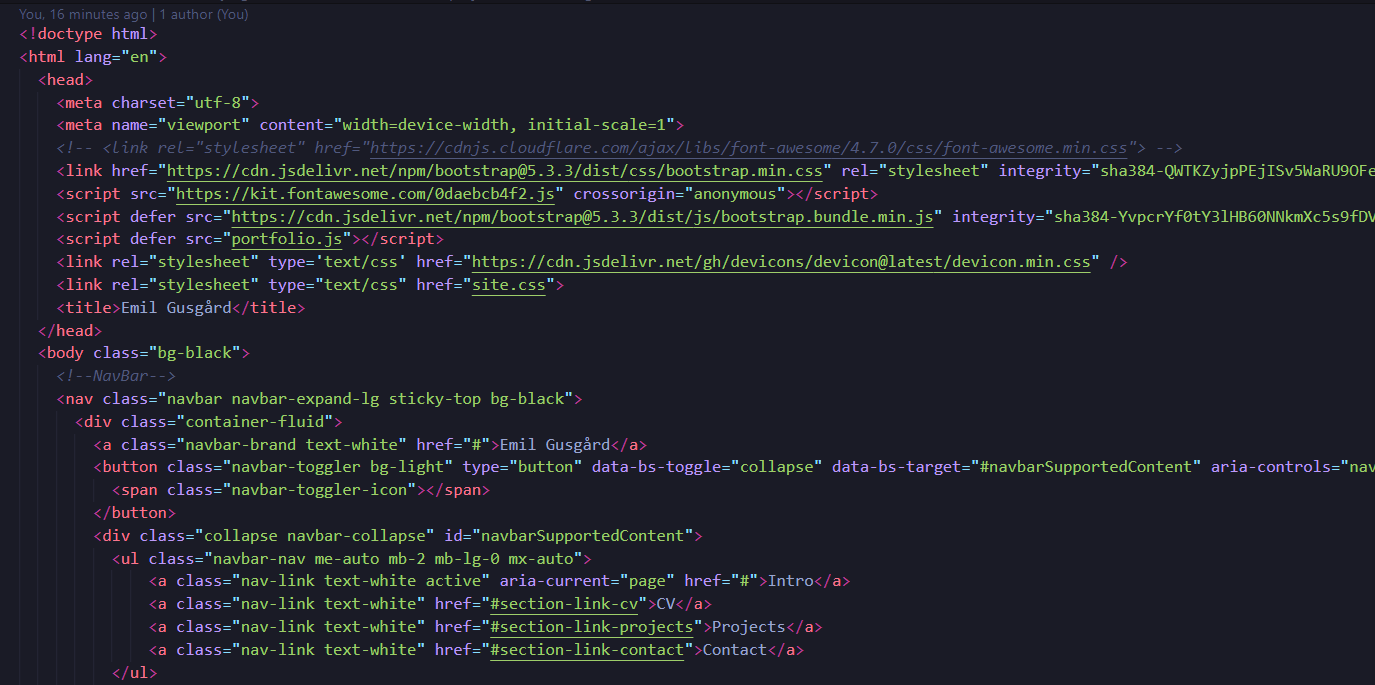 You, 16 minutes ago | 1 author (You)
<!doctype html>
<html lang="en">
<head>
<meta charset="utf-8">
<meta name="viewport" content="width=device-width, initial-scale=1">
<!-- <link rel="stylesheet" href="https://cdnjs.cloudflare.com/ajax/libs/font-awesome/4.7.0/css/font-awesome.min.css"> -->
<link href="https://cdn.jsdelivr.net/npm/bootstrap@5.3.3/dist/css/bootstrap.min.css" rel="stylesheet" integrity="sha384-QWTKZyjpPEjISv5WaRU9OFe
<script src="https://kit.fontawesome.com/0daebcb4f2.js" crossorigin="anonymous"></script>
<script defer src="https://cdn.jsdelivr.net/npm/bootstrap@5.3.3/dist/js/bootstrap.bundle.min.js" integrity="sha384-YvpcrYf0tY3lHB60NNkmXc5s9fDV
<script defer src="portfolio.js"></script>
<link rel="stylesheet" type='text/css' href="https://cdn.jsdelivr.net/gh/devicons/devicon@latest/devicon.min.css" />
<link rel="stylesheet" type="text/css" href="site.css">
<title>Emil Gusgård</title>
</head>
<body class="bg-black">
<!--NavBar-->
<nav class="navbar navbar-expand-lg sticky-top bg-black">
<div class="container-fluid">
<a class="navbar-brand text-white" href="#">Emil Gusgård</a>
<button class="navbar-toggler bg-light" type="button" data-bs-toggle="collapse" data-bs-target="#navbarSupportedContent" aria-controls="nav
<span class="navbar-toggler-icon"></span>
</button>
<div class="collapse navbar-collapse" id="navbarSupportedContent">
<ul class="navbar-nav me-auto mb-2 mb-lg-0 mx-auto">
<a class="nav-link text-white active" aria-current="page" href="#">Intro</a>
<a class="nav-link text-white" href="#section-link-cv">CV</a>
<a class="nav-link text-white" href="#section-link-projects">Projects</a>
<a class="nav-link text-white" href="#section-link-contact">Contact</a>
</ul>